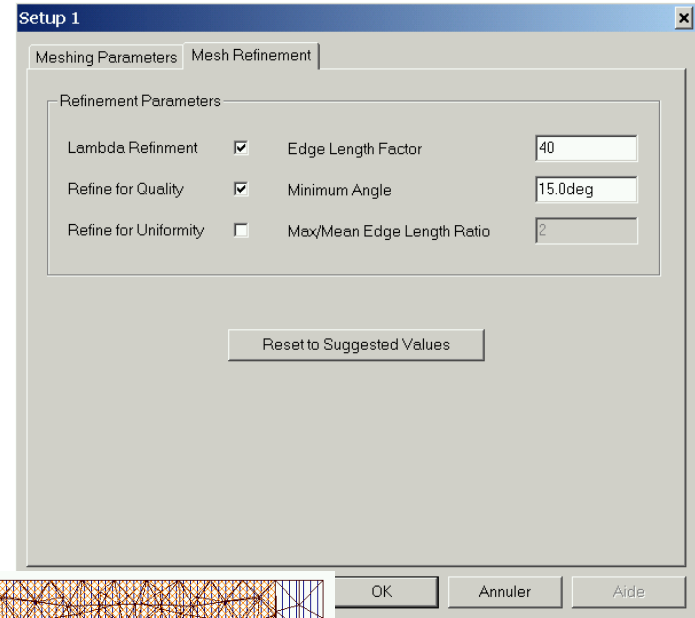 Setup 1
Meshing Parameters Mesh Refinement
Refinement Parameters
Lambda Refinment Edge Length Factor 40
Refine for Quality Minimum Angle 15.0deg
Refine for Uniformity Max/Mean Edge Length Ratio 2
Reset to Suggested Values
OK Annuler Aide